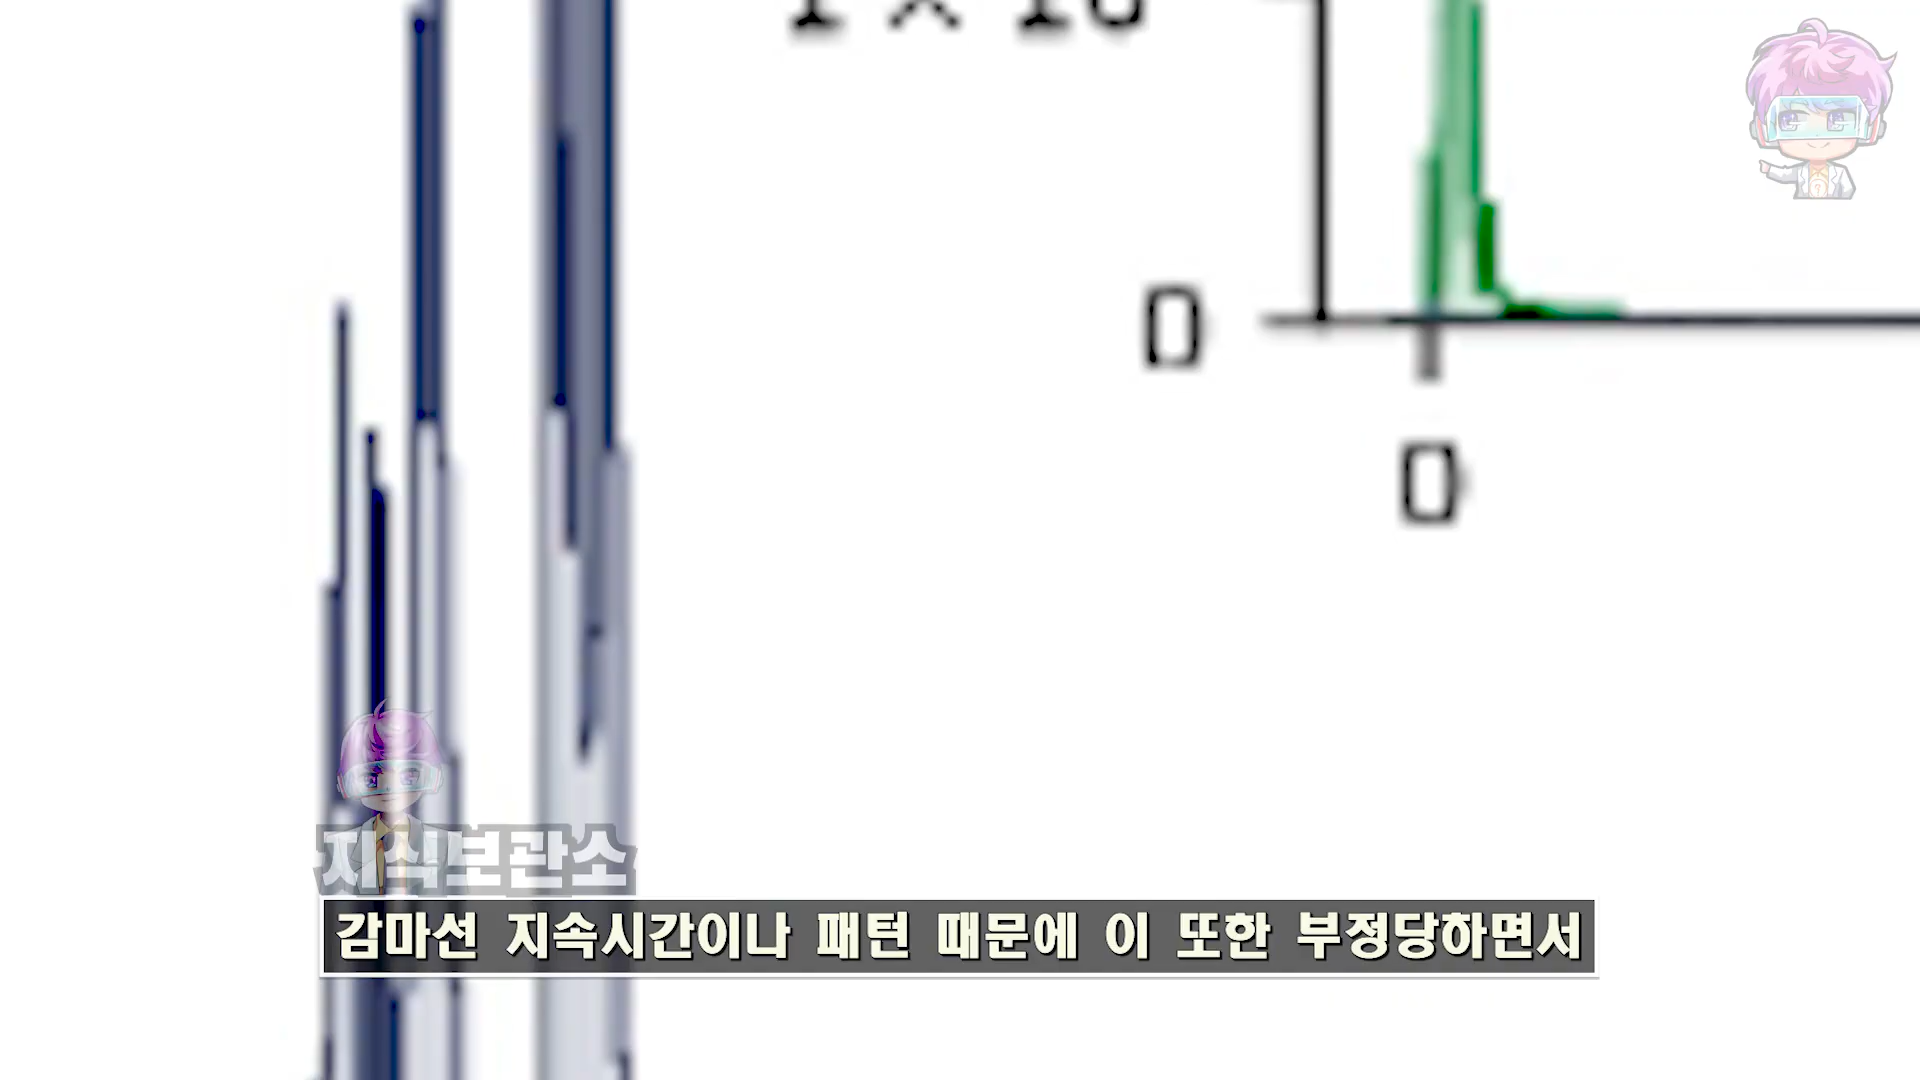 0
0
지식보관소
감마선 지속시간이나 패턴 때문에 이 또한 부정당하면서